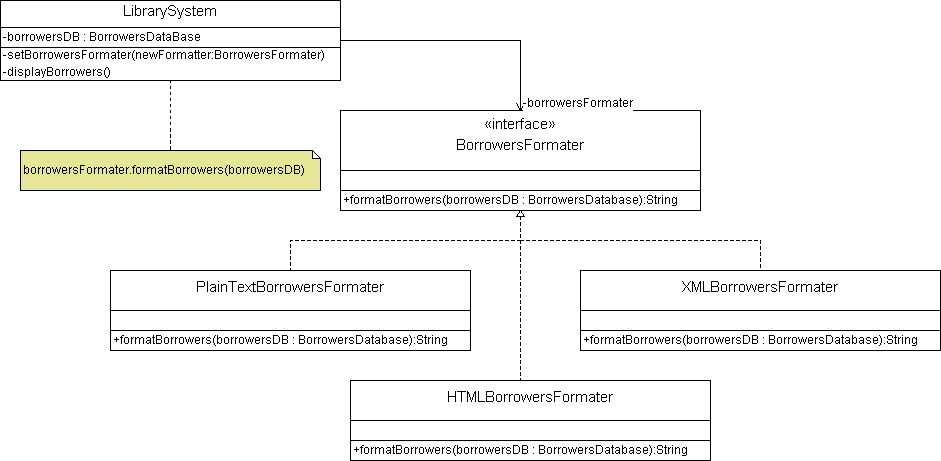 LibrarySystem
-borrowersDB : BorrowersDataBase
-setBorrowersFormater(newFormatter:BorrowersFormater)
-displayBorrowers()
-borrowersFormater
«interface»
BorrowersFormater
borrowersFormater.formatBorrowers(borrowersDB)
+formatBorrowers(borrowersDB : BorrowersDatabase):String
PlainTextBorrowersFormater
+formatBorrowers(borrowersDB : BorrowersDatabase):String
XMLBorrowersFormater
+formatBorrowers(borrowersDB : BorrowersDatabase):String
HTMLBorrowersFormater
+formatBorrowers(borrowersDB : BorrowersDatabase):String